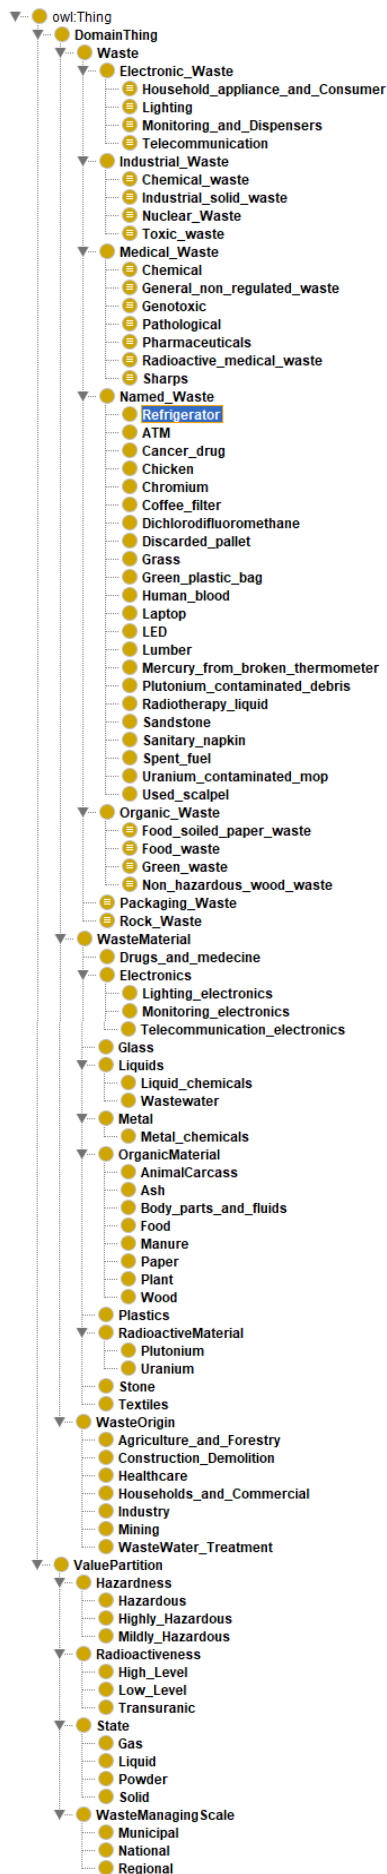 owl:Thing
DomainThing
Waste
Electronic_Waste
Household_appliance_and_Consumer
Lighting
Monitoring_and_Dispensers
Telecommunication
Industrial_Waste
Chemical_waste
Industrial_solid_waste
Nuclear_Waste
Toxic_waste
Medical_Waste
Chemical
General_non_regulated_waste
Genotoxic
Pathological
Pharmaceuticals
Radioactive_medical_waste
Sharps
Named_Waste
Refrigerator
ATM
Cancer_drug
Chicken
Chromium
Coffee_filter
Dichlorodifluoromethane
Discarded_pallet
Grass
Green_plastic_bag
Human_blood
Laptop
LED
Lumber
Mercury_from_broken_thermometer
Plutonium_contaminated_debris
Radiotherapy_liquid
Sandstone
Sanitary_napkin
Spent_fuel
Uranium_contaminated_mop
Used_scalpel
Organic_Waste
Food_soiled_paper_waste
Food_waste
Green_waste
Non_hazardous_wood_waste
Packaging_Waste
Rock_Waste
WasteMaterial
Drugs_and_medecine
Electronics
Lighting_electronics
Monitoring_electronics
Telecommunication_electronics
Glass
Liquids
Liquid_chemicals
Wastewater
Metal
Metal_chemicals
OrganicMaterial
AnimalCarcass
Ash
Body_parts_and_fluids
Food
Manure
Paper
Plant
Wood
Plastics
RadioactiveMaterial
Plutonium
Uranium
Stone
Textiles
WasteOrigin
Agriculture_and_Forestry
Construction_Demolition
Healthcare
Households_and_Commercial
Industry
Mining
WasteWater_Treatment
ValuePartition
Hazardness
Hazardous
Highly_Hazardous
Mildly_Hazardous
Radioactiveness
High_Level
Low_Level
Transuranic
State
Gas
Liquid
Powder
Solid
WasteManagingScale
Municipal
National
Regional